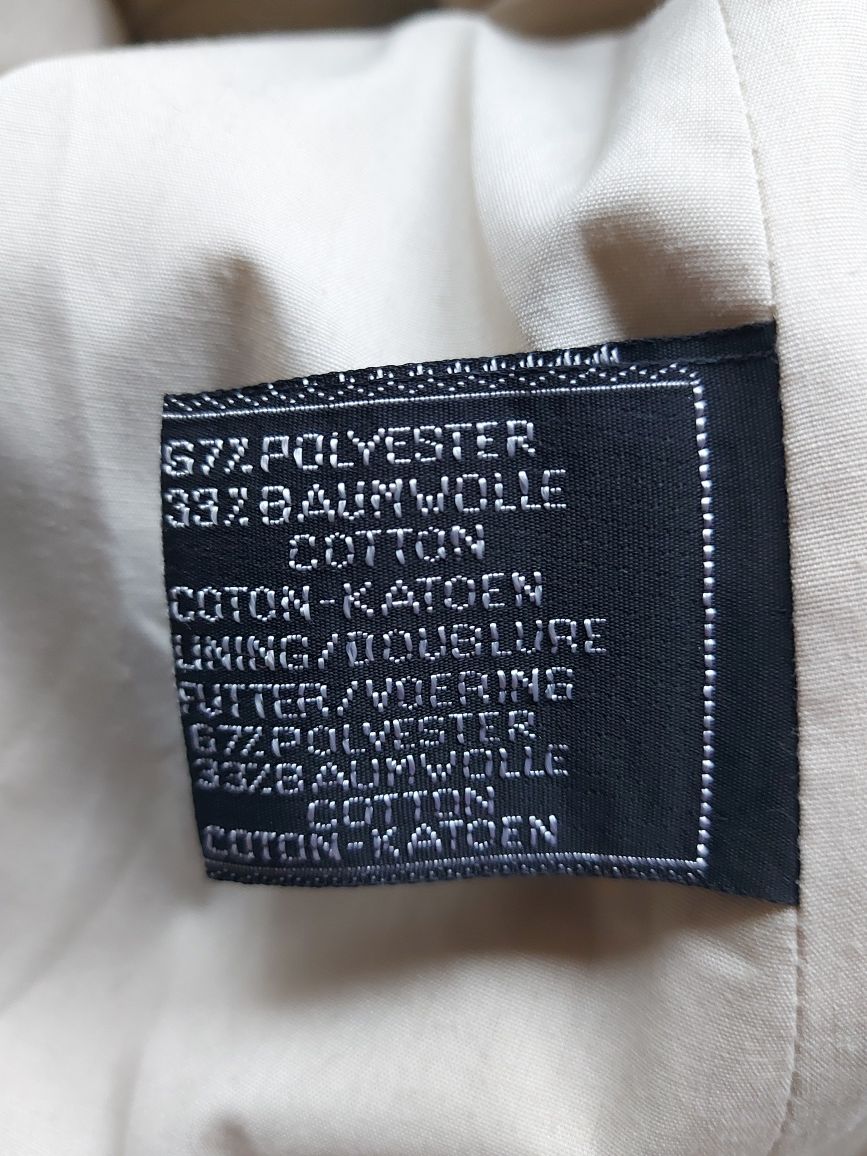 67% POLYESTER
33% BAUMWOLLE
COTTON
COTON-KATOEN
LINING/DOUBLURE
FUTTER/VOERING
67% POLYESTER
33% BAUMWOLLE
COTTON
COTON-KATOEN